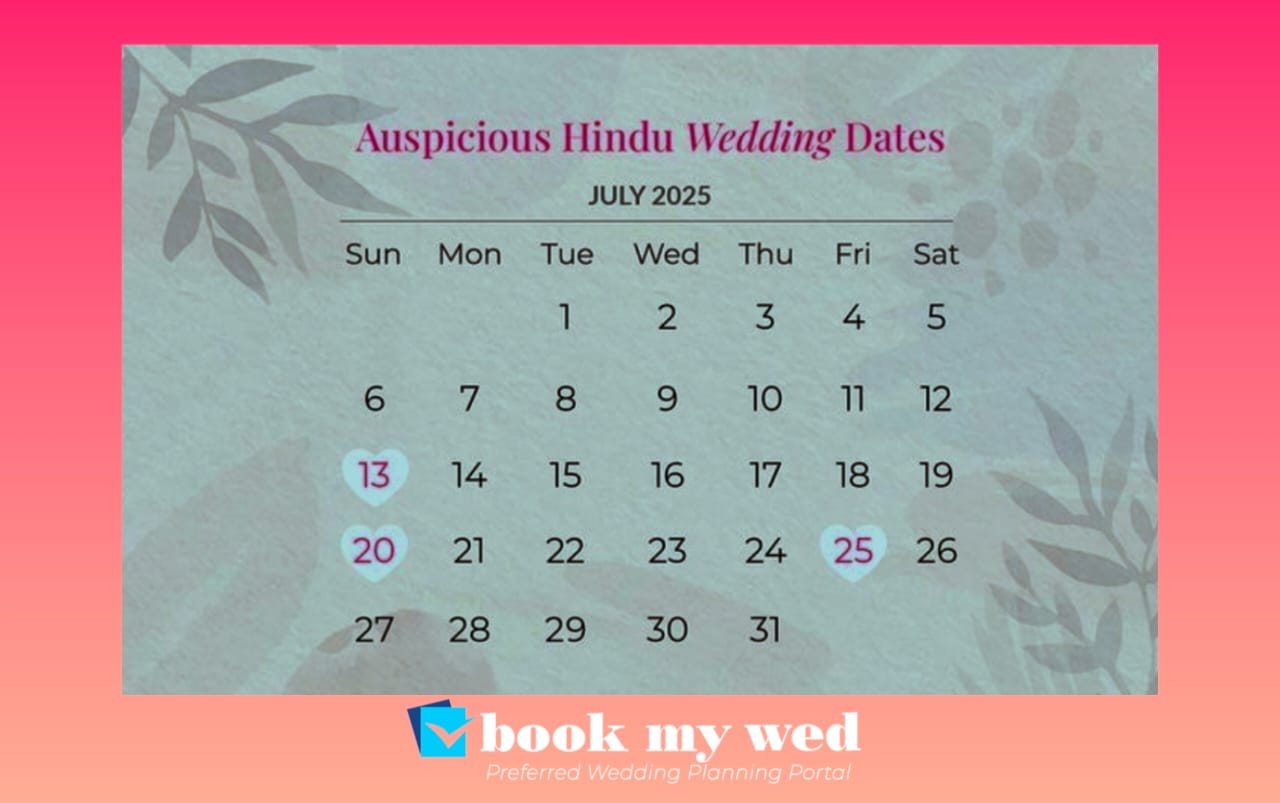 Auspicious Hindu Wedding Dates
JULY 2025
Sun Mon Tue Wed Thu Fri Sat
1 2 3 4 5
6 7 8 9 10 11 12
13 14 15 16 17 18 19
20 21 22 23 24 25 26
27 28 29 30 31
book my wed
Preferred Wedding Planning Portal